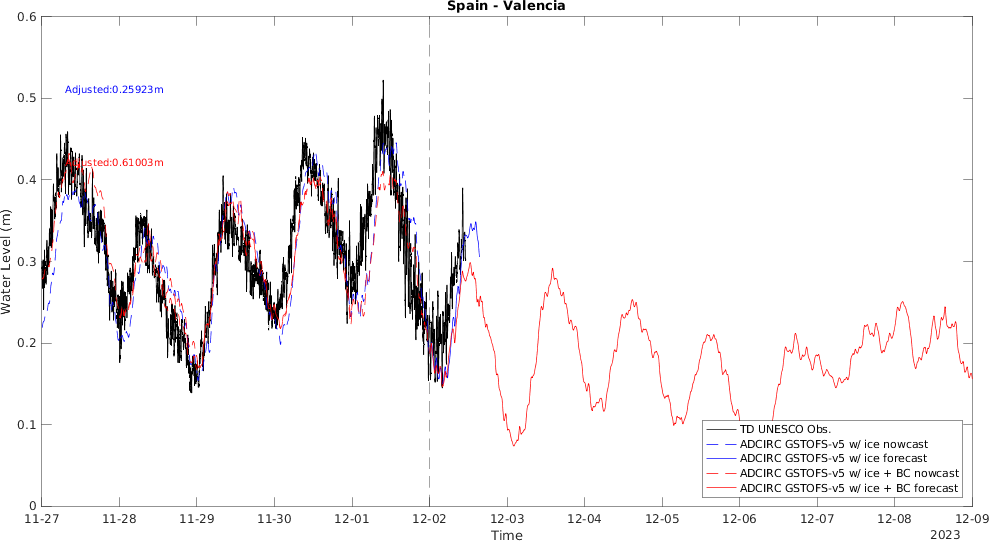 Spain - Valencia
0.6
0.5
0.4
0.3
0.2
0.1
0
Water Level (m)
Adjusted:0.25923m
Adjusted:0.61003m
TD UNESCO Obs.
ADCIRC GSTOFS-v5 w/ ice nowcast
ADCIRC GSTOFS-v5 w/ ice forecast
ADCIRC GSTOFS-v5 w/ ice + BC nowcast
ADCIRC GSTOFS-v5 w/ ice + BC forecast
11-27 11-28 11-29 11-30 12-01 12-02 12-03 12-04 12-05 12-06 12-07 12-08 12-09
Time
2023